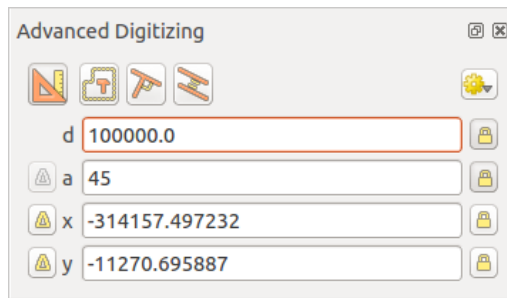 Advanced Digitizing
d 100000.0
a 45
x -314157.497232
y -11270.695887